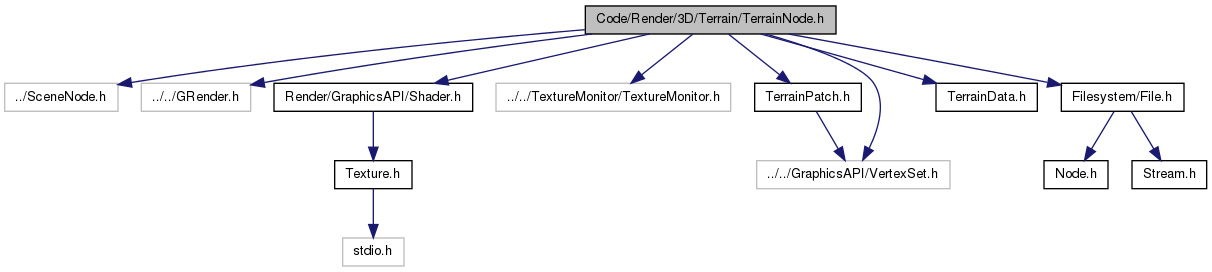 Code/Render/3D/Terrain/TerrainNode.h
../SceneNode.h
../../GRender.h
Render/GraphicsAPI/Shader.h
../../TextureMonitor/TextureMonitor.h
TerrainPatch.h
TerrainData.h
Filesystem/File.h
Texture.h
../../GraphicsAPI/VertexSet.h
Node.h
Stream.h
stdio.h